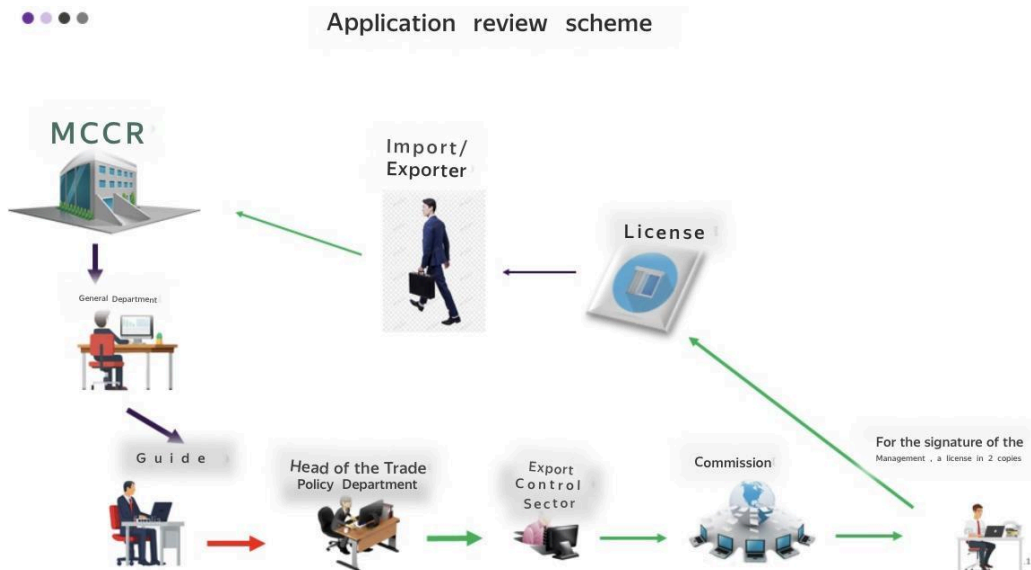 Application review scheme
MCCR
Import/
Exporter
License
General Department
Guide
Head of the Trade
Policy Department
Export
Control
Sector
Commission
For the signature of the
Management , a license in 2 copies